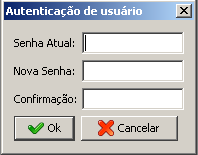 Autenticação de usuário
Senha Atual:
Nova Senha:
Confirmação:
Ok
Cancelar